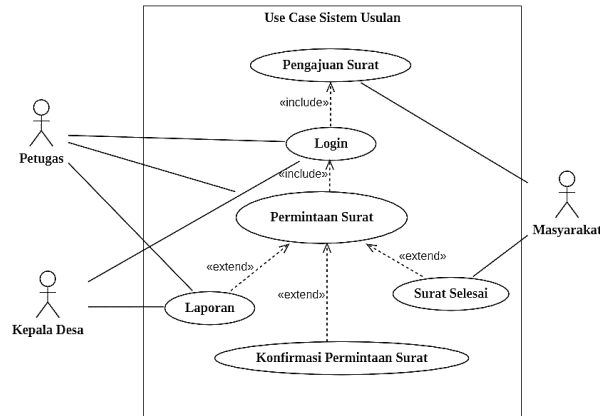 Use Case Sistem Usulan
Pengajuan Surat
«include»
Login
Petugas
«include»
Permintaan Surat
Masyarakat
«extend»
«extend»
«extend»
Surat Selesai
Laporan
Kepala Desa
Konfirmasi Permintaan Surat